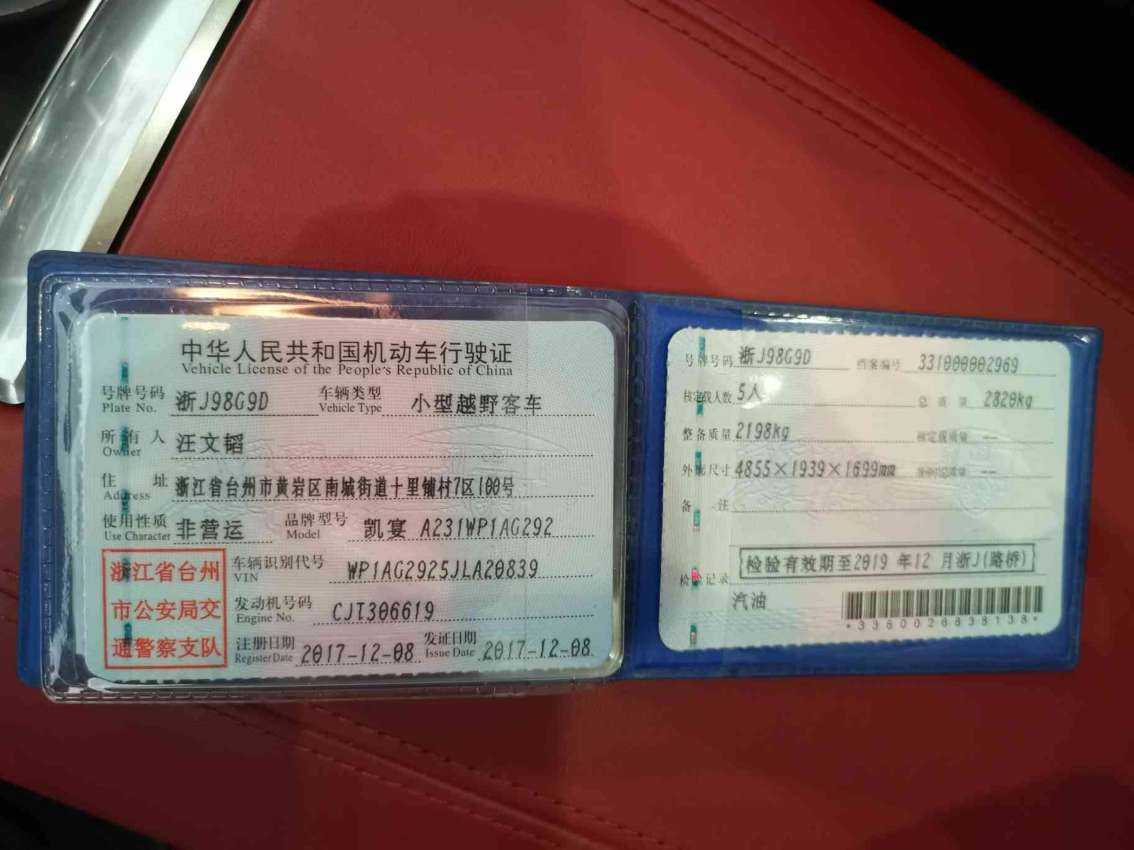 中华人民共和国机动车行驶证
Vehicle License of the People's Republic of China
号牌号码 浙J98G9D 车辆类型 小型越野客车
Plate No. Vehicle Type
所有人 汪文韬
Owner
住址 浙江省台州市黄岩区南城街道十里铺村7区100号
Address
使用性质 非营运 品牌型号 凯宴 A231WP1AG292
Use Character Model
浙江省台州
市公安局交
通警察支队
车辆识别代号 WP1AG2925JLA20839
VIN
发动机号码 CJT306619
Engine No.
注册日期 2017-12-08 发证日期 2017-12-08
Register Date Issue Date
号牌号码 浙J98G9D 档案编号 331000002969
核定载人数 5人 总质量 2820kg
整备质量 2198kg 核定载质量 --
外廓尺寸 4855×1939×1699mm 准牵引总质量 --
备注
检验记录 检验有效期至2019年12月浙J(路桥)
汽油
*3360026838138*